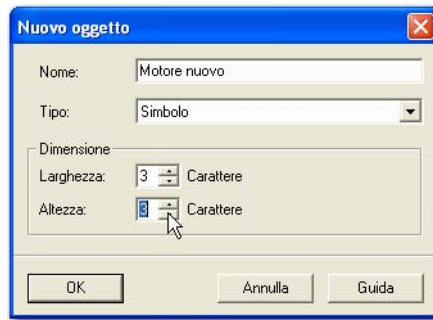 Nuovo oggetto
Nome: Motore nuovo
Tipo: Simbolo
Dimensione
Larghezza: 3 Carattere
Altezza: 3 Carattere
OK Annulla Guida